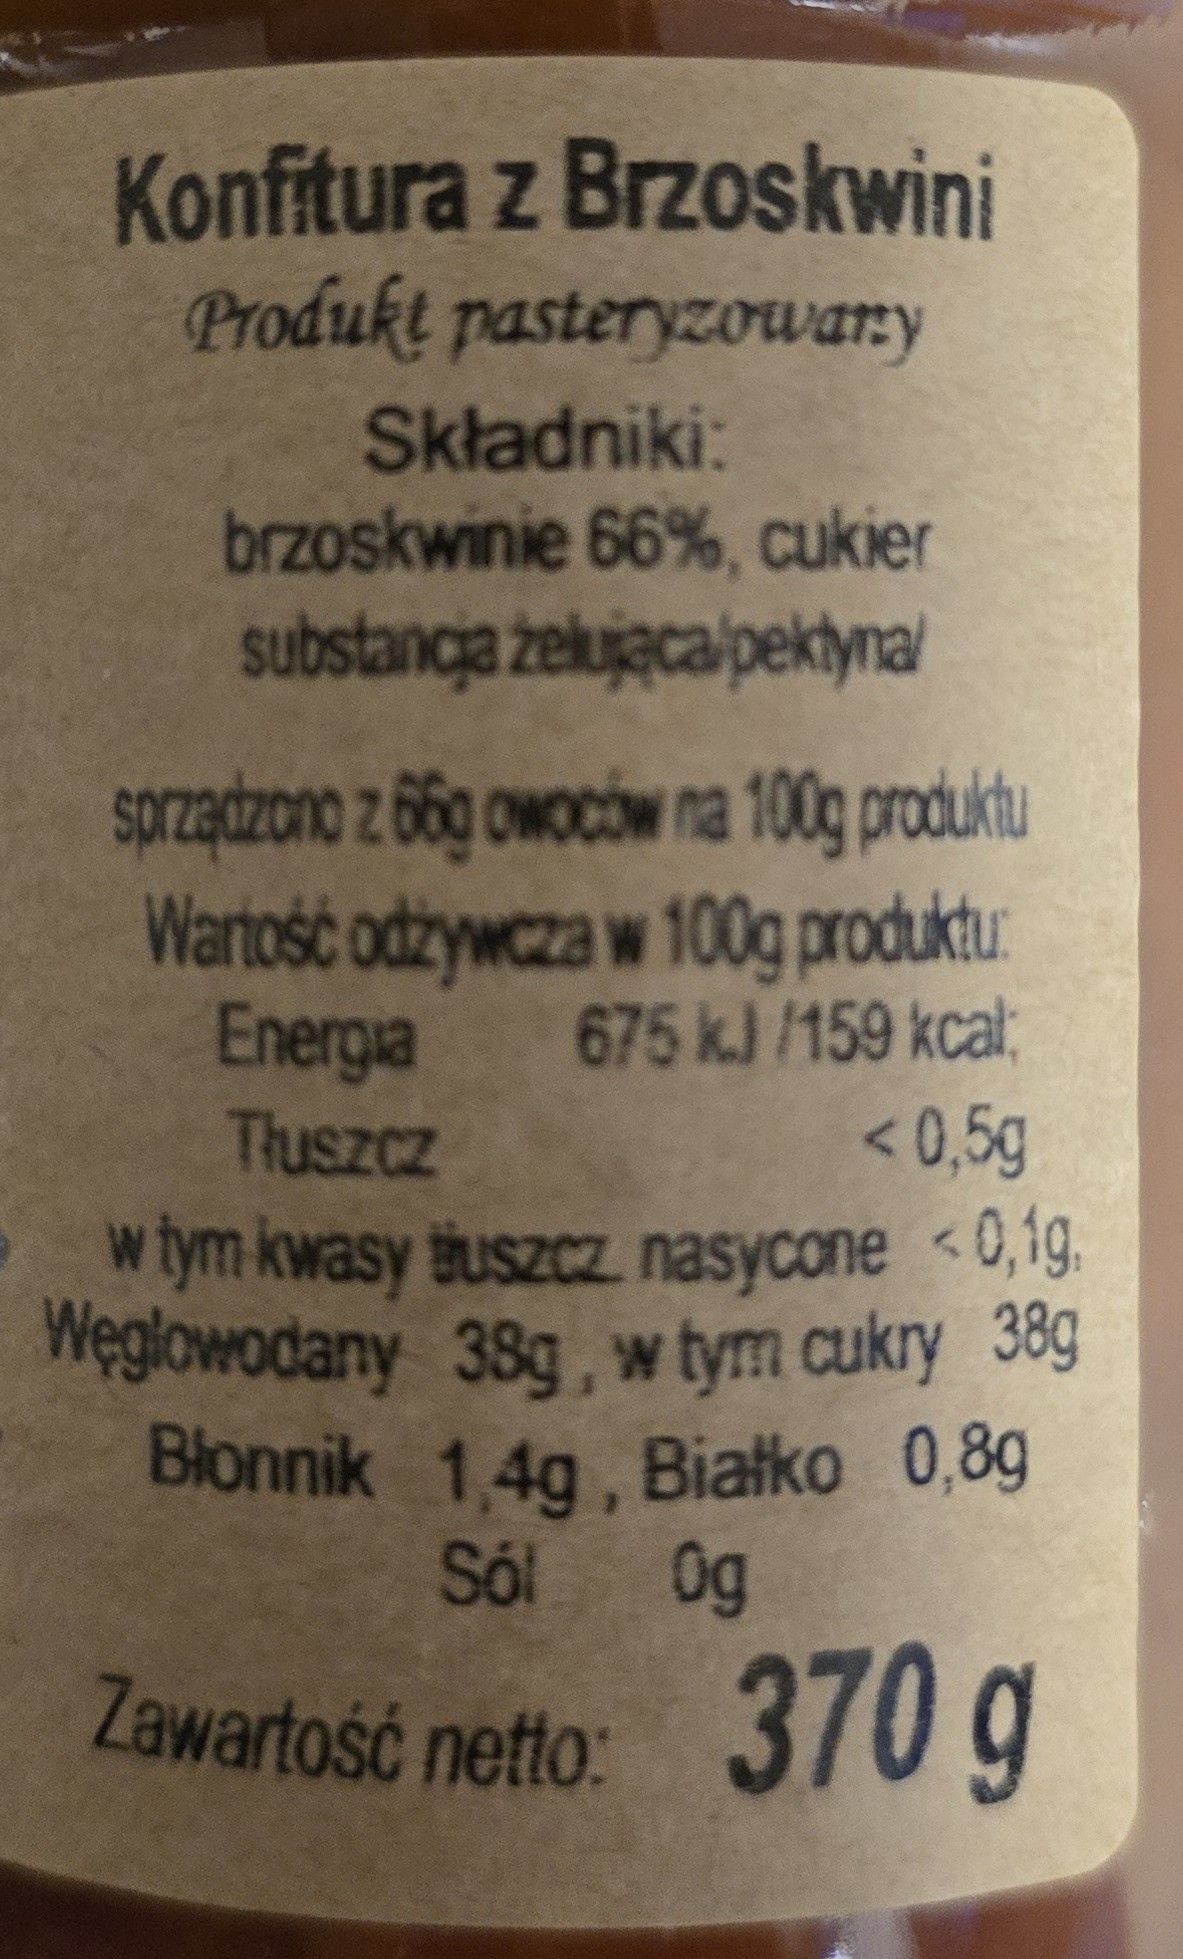 Konfitura z Brzoskwini
Produkt pasteryzowany
Składniki:
brzoskwinie 66%, cukier
substancja żelująca/pektyna/
sprządzono z 66g owoców na 100g produktu
Wartość odżywcza w 100g produktu:
Energia 675 kJ /159 kcal;
Tłuszcz < 0,5g
w tym kwasy tłuszcz. nasycone < 0,1g.
Węglowodany 38g , w tym cukry 38g
Błonnik 1,4g , Białko 0,8g
Sól 0g
Zawartość netto: 370 g